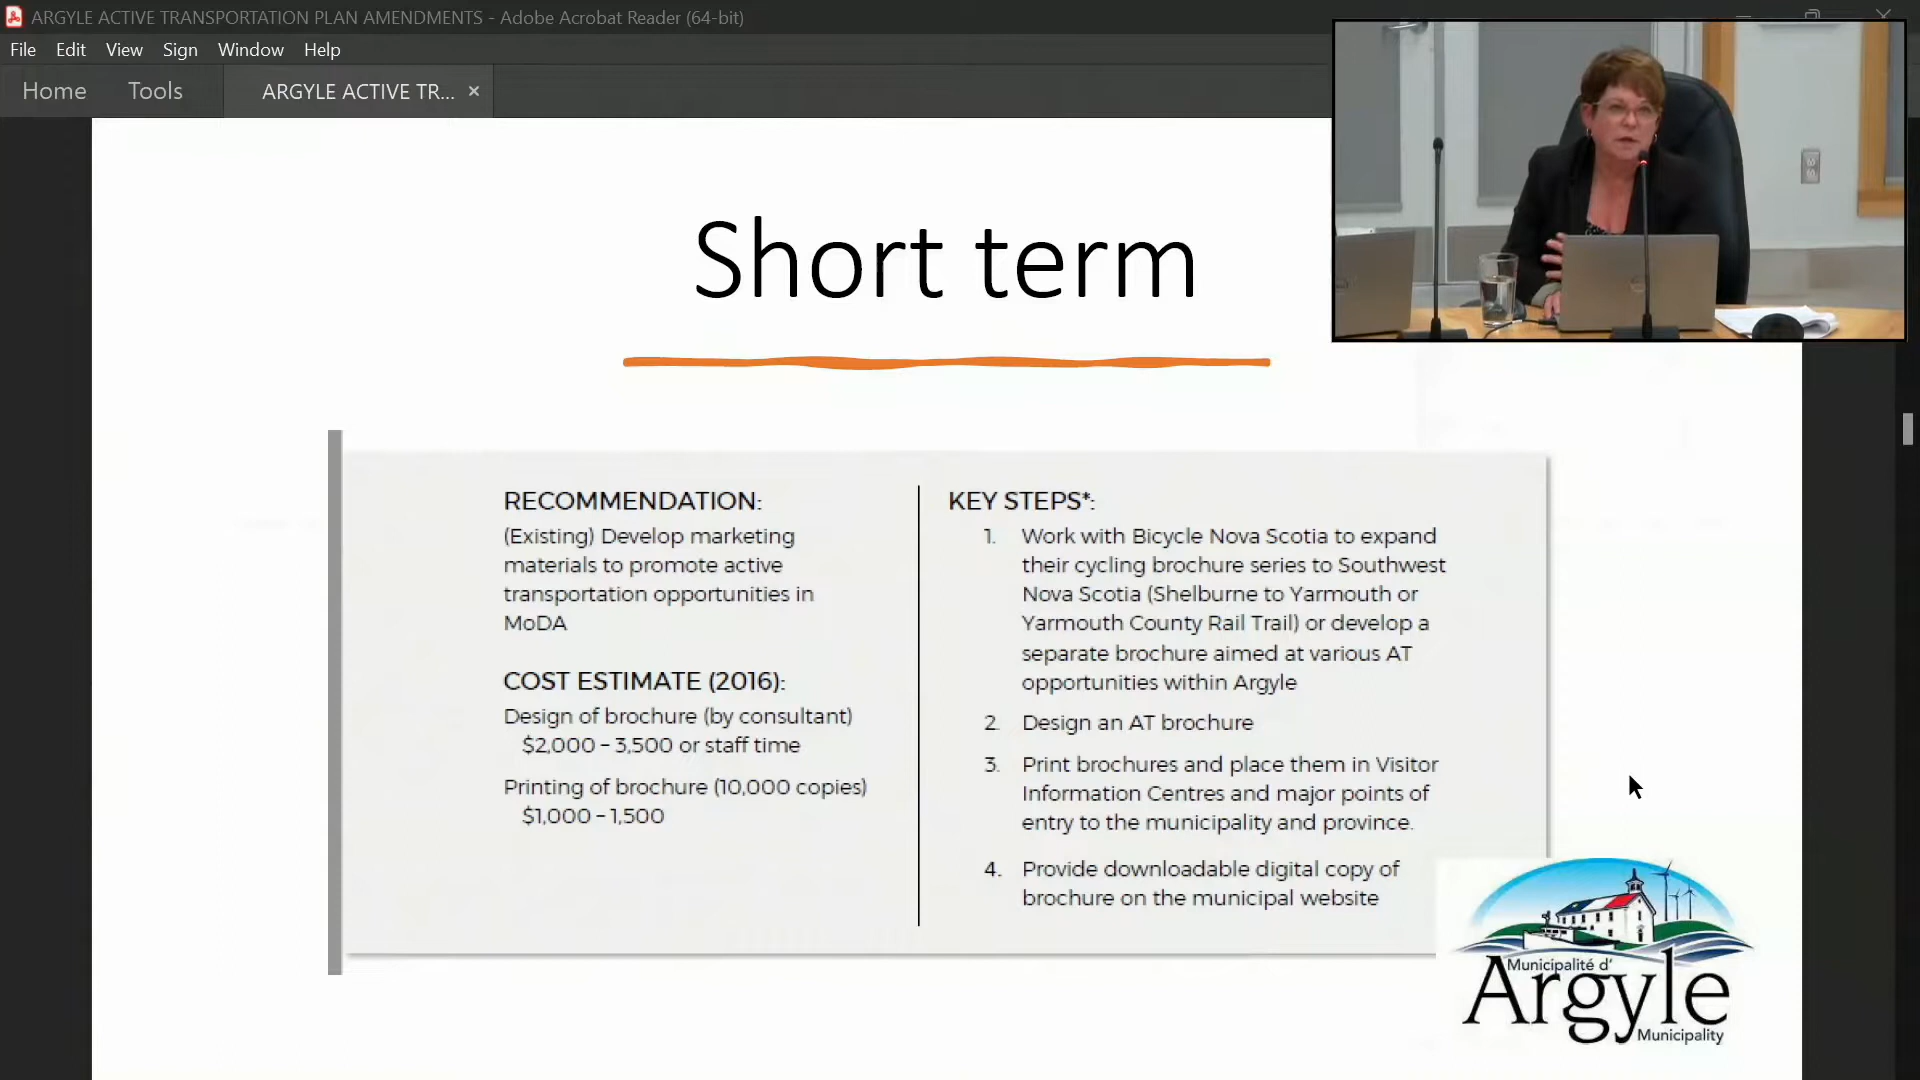 ARGYLE ACTIVE TRANSPORTATION PLAN AMENDMENTS - Adobe Acrobat Reader (64-bit)
File Edit View Sign Window Help
Home Tools ARGYLE ACTIVE TR... ×
Short term
RECOMMENDATION:
(Existing) Develop marketing
materials to promote active
transportation opportunities in
MoDA
COST ESTIMATE (2016):
Design of brochure (by consultant)
$2,000 – 3,500 or staff time
Printing of brochure (10,000 copies)
$1,000 – 1,500
KEY STEPS*:
1. Work with Bicycle Nova Scotia to expand
their cycling brochure series to Southwest
Nova Scotia (Shelburne to Yarmouth or
Yarmouth County Rail Trail) or develop a
separate brochure aimed at various AT
opportunities within Argyle
2. Design an AT brochure
3. Print brochures and place them in Visitor
Information Centres and major points of
entry to the municipality and province.
4. Provide downloadable digital copy of
brochure on the municipal website
Municipalité d'
Argyle
Municipality